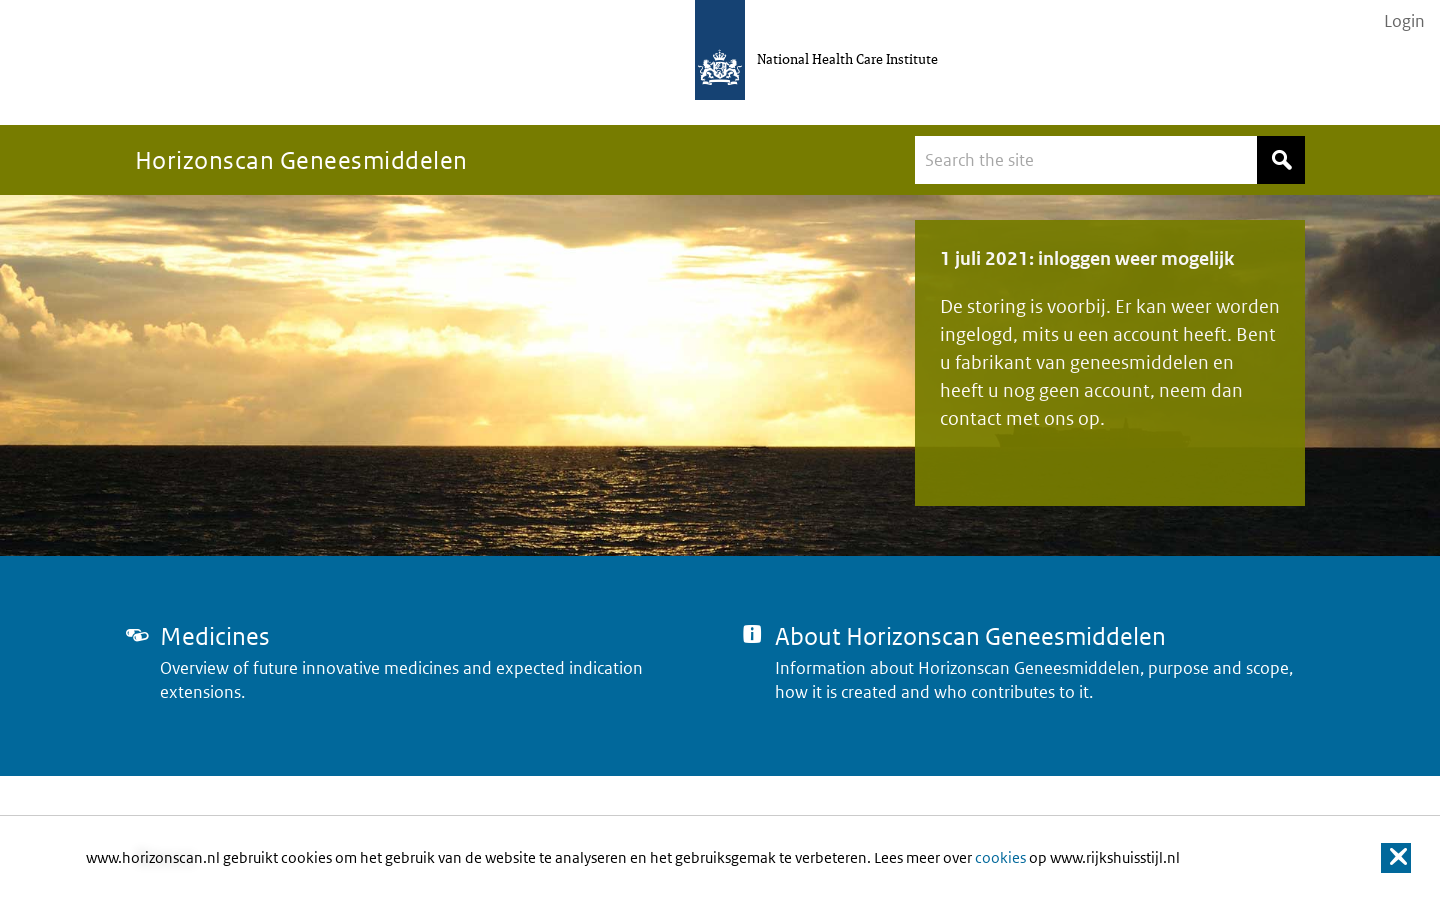 Login
National Health Care Institute
Horizonscan Geneesmiddelen
Search the site
1 juli 2021: inloggen weer mogelijk
De storing is voorbij. Er kan weer worden
ingelogd, mits u een account heeft. Bent
u fabrikant van geneesmiddelen en
heeft u nog geen account, neem dan
contact met ons op.
Medicines
Overview of future innovative medicines and expected indication
extensions.
About Horizonscan Geneesmiddelen
Information about Horizonscan Geneesmiddelen, purpose and scope,
how it is created and who contributes to it.
www.horizonscan.nl gebruikt cookies om het gebruik van de website te analyseren en het gebruiksgemak te verbeteren. Lees meer over cookies op www.rijkshuisstijl.nl